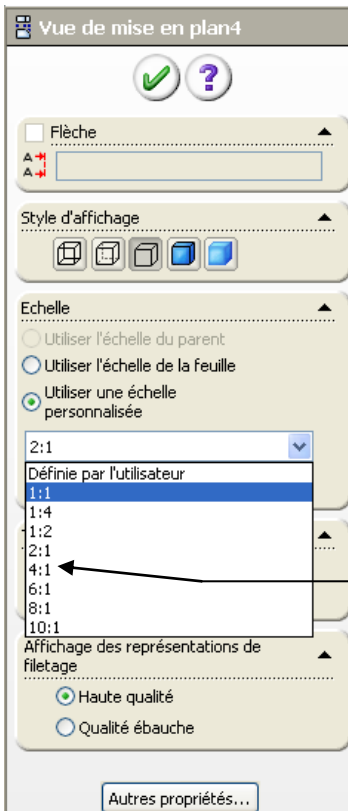 Vue de mise en plan4
Flèche
A
A
Style d'affichage
Echelle
Utiliser l'échelle du parent
Utiliser l'échelle de la feuille
Utiliser une échelle
personnalisée
2:1
Définie par l'utilisateur
1:1
1:4
1:2
2:1
4:1
6:1
8:1
10:1
Affichage des représentations de
filetage
Haute qualité
Qualité ébauche
Autres propriétés...